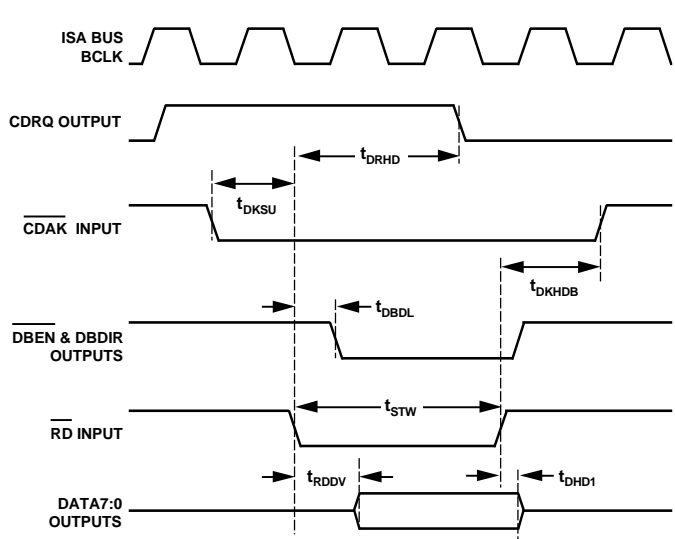 ISA BUS
BCLK
CDRQ OUTPUT
tDRHD
tDKSU
CDAK INPUT
tDKHDB
tDBDL
DBEN & DBDIR
OUTPUTS
tSTW
RD INPUT
tRDDV
tDHD1
DATA7:0
OUTPUTS